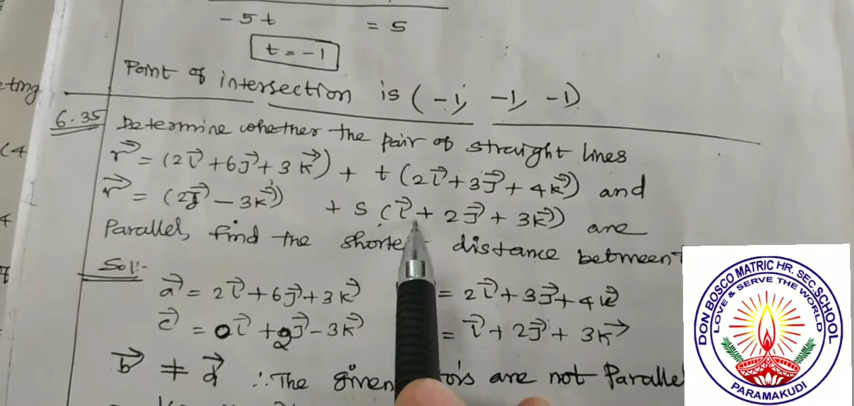 -5t = 5
t = -1
Point of intersection is (-1, -1, -1)
6.35 Determine whether the pair of straight lines
r⃗ = (2i⃗ + 6j⃗ + 3k⃗) + t (2i⃗ + 3j⃗ + 4k⃗) and
r⃗ = (2j⃗ - 3k⃗) + s (i⃗ + 2j⃗ + 3k⃗) are
Parallel, find the distance between
Sol:-
a⃗ = 2i⃗ + 6j⃗ + 3k⃗ = 2i⃗ + 3j⃗ + 4k⃗
c⃗ = 0i⃗ + 2j⃗ - 3k⃗ = i⃗ + 2j⃗ + 3k⃗
b⃗ ≠ d⃗ ∴ The given are not Parallel
DON BOSCO MATRIC HR. SEC. SCHOOL
LOVE & SERVE THE WORLD
PARAMAKUDI